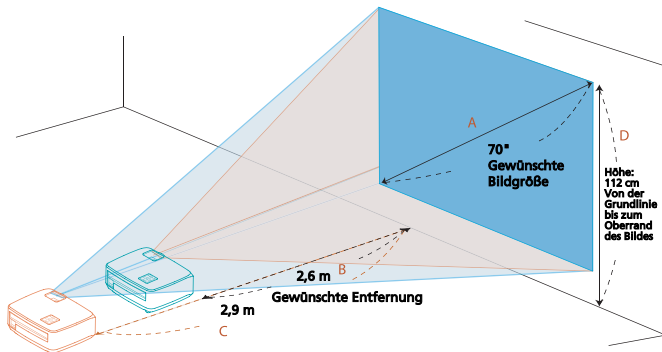 A
D
70"
Gewünschte
Bildgröße
Höhe:
112 cm
Von der
Grundlinie
bis zum
Oberrand
des Bildes
B
2,6 m
Gewünschte Entfernung
2,9 m
C